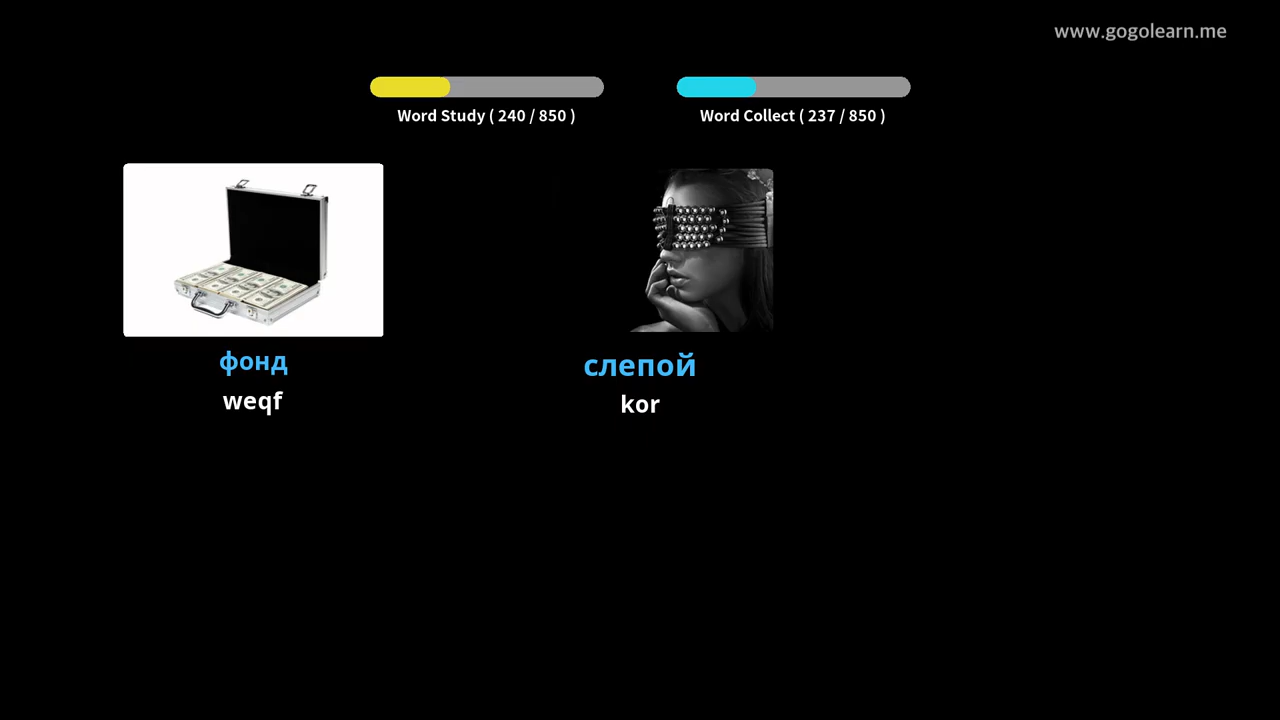 www.gogolearn.me
Word Study ( 240 / 850 )
Word Collect ( 237 / 850 )
фонд
weqf
слепой
kor